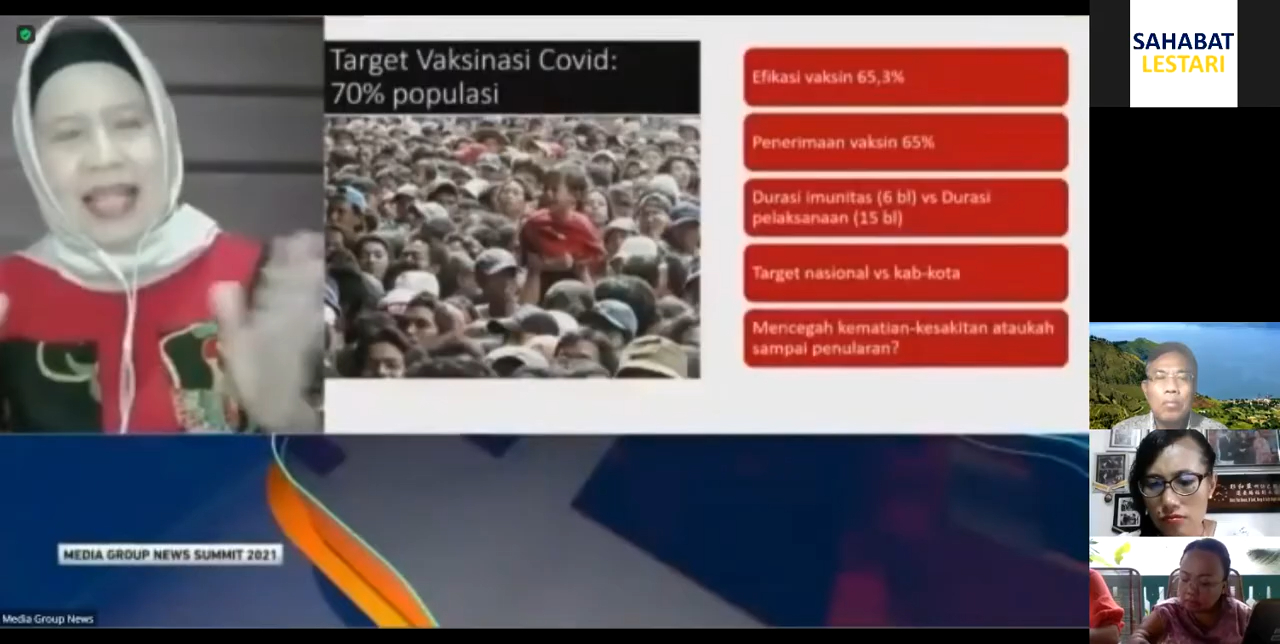 Target Vaksinasi Covid:
70% populasi
Efikasi vaksin 65,3%
Penerimaan vaksin 65%
Durasi imunitas (6 bl) vs Durasi
pelaksanaan (15 bl)
Target nasional vs kab-kota
Mencegah kematian-kesakitan ataukah
sampai penularan?
SAHABAT
LESTARI
MEDIA GROUP NEWS SUMMIT 2021
Media Group News